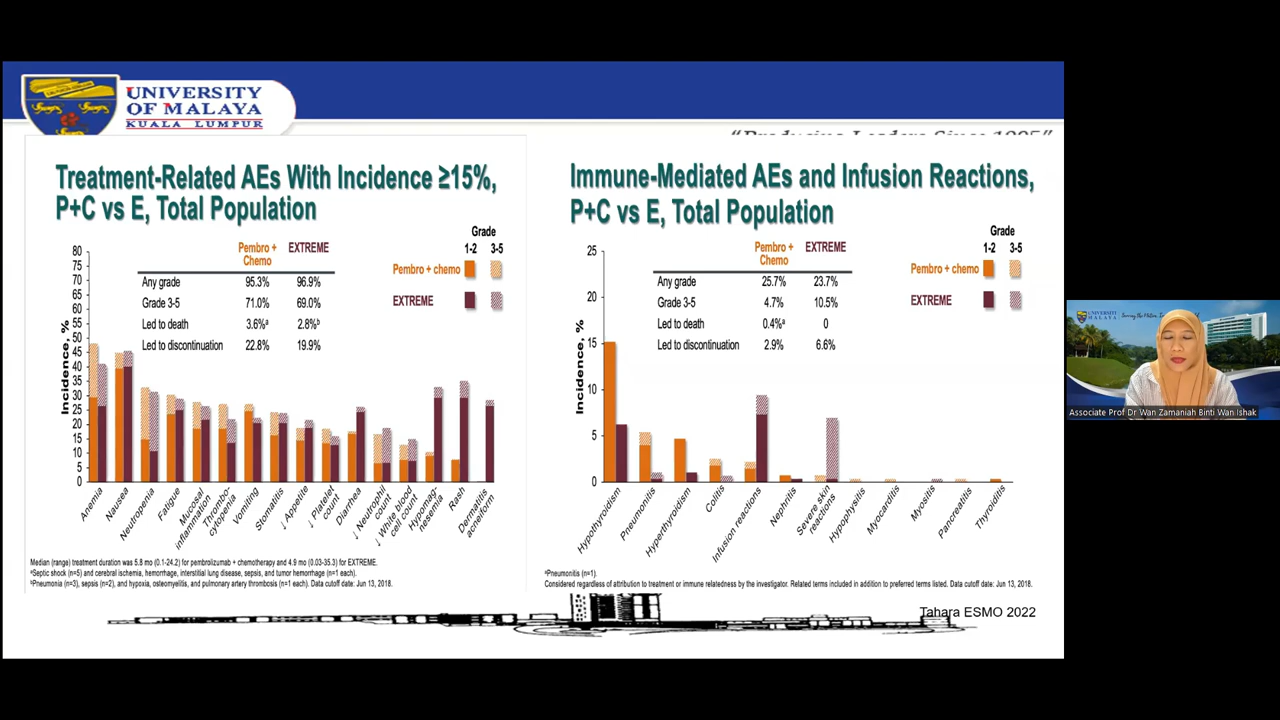 UNIVERSITY
OF MALAYA
KUALA LUMPUR
"Producing Leaders Since 1905"
Treatment-Related AEs With Incidence ≥15%,
P+C vs E, Total Population
Grade
1-2 3-5
Pembro + chemo
EXTREME
Pembro + Chemo EXTREME
Any grade 95.3% 96.9%
Grade 3-5 71.0% 69.0%
Led to death 3.6%ᵃ 2.8%ᵇ
Led to discontinuation 22.8% 19.9%
Incidence, %
80
75
70
65
60
55
50
45
40
35
30
25
20
15
10
5
0
Anemia
Nausea
Neutropenia
Fatigue
Mucosal
inflammation
Thrombo-
cytopenia
Vomiting
Stomatitis
↓ Appetite
↓ Platelet
count
Diarrhea
↓ Neutrophil
count
↓ White blood
cell count
Hypomag-
nesemia
Rash
Dermatitis
acneiform
Median (range) treatment duration was 5.8 mo (0.1-24.2) for pembrolizumab + chemotherapy and 4.9 mo (0.03-35.3) for EXTREME.
ᵃSeptic shock (n=5) and cerebral ischemia, hemorrhage, interstitial lung disease, sepsis, and tumor hemorrhage (n=1 each).
ᵇPneumonia (n=3), sepsis (n=2), and hypoxia, osteomyelitis, and pulmonary artery thrombosis (n=1 each). Data cutoff date: Jun 13, 2018.
Immune-Mediated AEs and Infusion Reactions,
P+C vs E, Total Population
Grade
1-2 3-5
Pembro + chemo
EXTREME
Pembro + Chemo EXTREME
Any grade 25.7% 23.7%
Grade 3-5 4.7% 10.5%
Led to death 0.4%ᵃ 0
Led to discontinuation 2.9% 6.6%
Incidence, %
25
20
15
10
5
0
Hypothyroidism
Pneumonitis
Hyperthyroidism
Colitis
Infusion reactions
Nephritis
Severe skin
reactions
Hypophysitis
Myocarditis
Myositis
Pancreatitis
Thyroiditis
ᵃPneumonitis (n=1).
Considered regardless of attribution to treatment or immune relatedness by the investigator. Related terms included in addition to preferred terms listed. Data cutoff date: Jun 13, 2018.
Tahara ESMO 2022
UNIVERSITY
MALAYA
Associate Prof Dr Wan Zamaniah Binti Wan Ishak